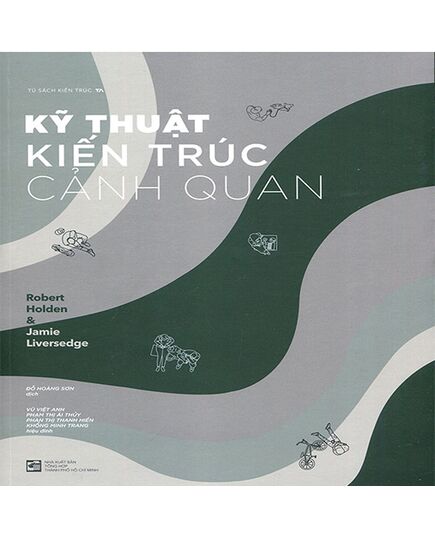 TỦ SÁCH KIẾN TRÚC
KỸ THUẬT
KIẾN TRÚC
CẢNH QUAN
Robert
Holden
&
Jamie
Liversedge
ĐỖ HOÀNG SƠN
dịch
VŨ VIỆT ANH
PHẠM THỊ ÁI THỦY
PHAN THỊ THANH HIỀN
KHỔNG MINH TRANG
hiệu đính
NHÀ XUẤT BẢN
TỔNG HỢP
THÀNH PHỐ HỒ CHÍ MINH